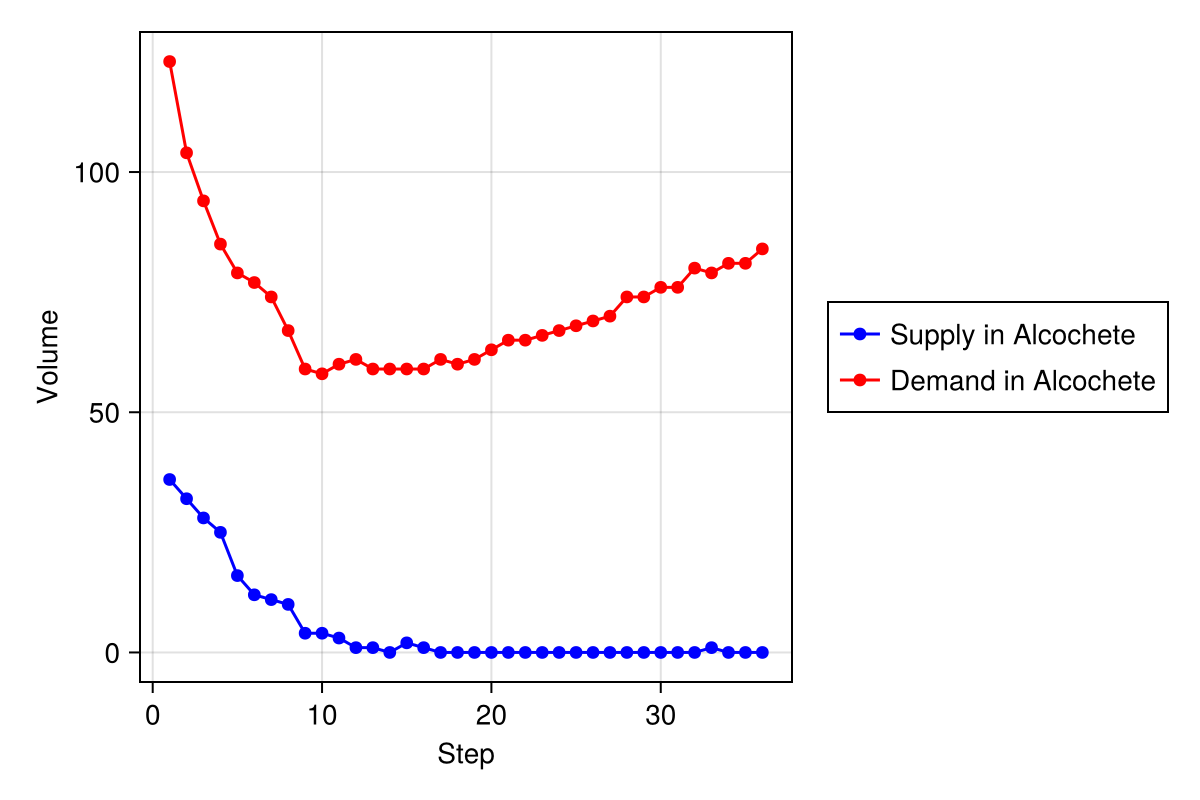 100
50
0
Volume
0 10 20 30
Step
Supply in Alcochete
Demand in Alcochete